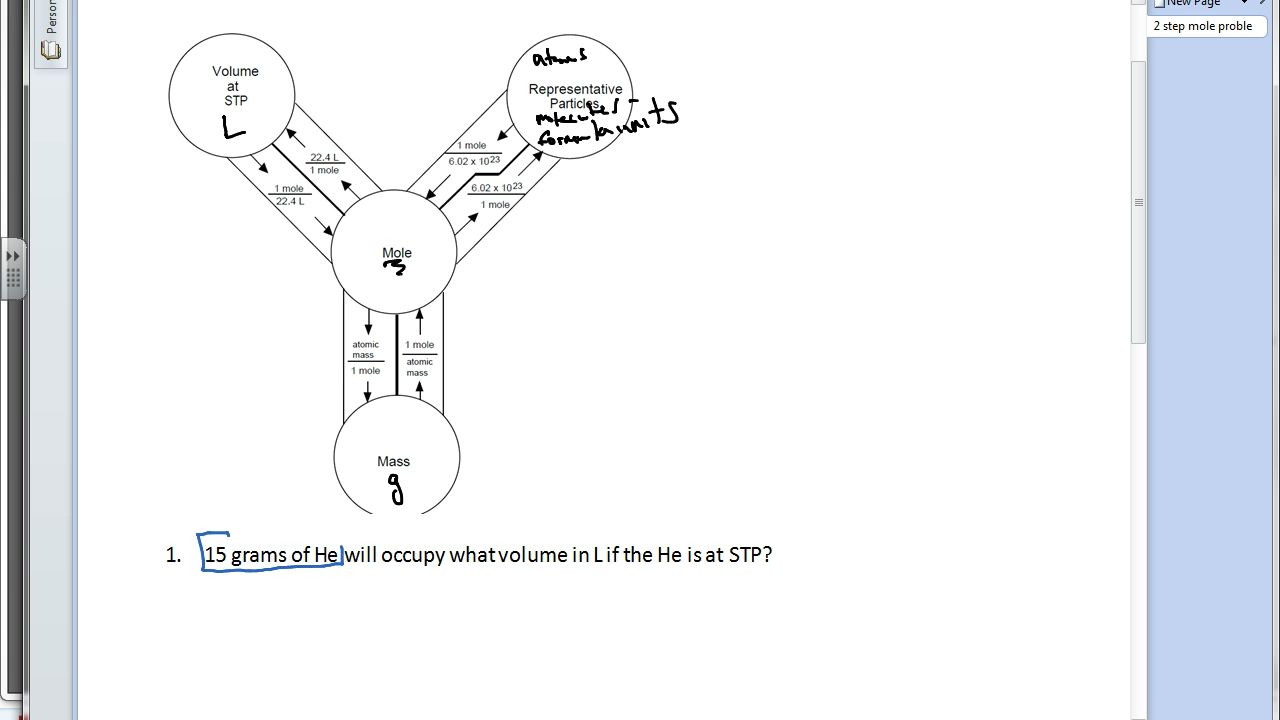 Person
New Page
2 step mole proble
Volume
at
STP
L
atoms
Representative
Particles
molecules
formula units
1 mole
6.02 x 10²³
22.4 L
1 mole
1 mole
22.4 L
6.02 x 10²³
1 mole
Mole
atomic
mass
1 mole
1 mole
atomic
mass
Mass
g
1. 15 grams of He will occupy what volume in L if the He is at STP?